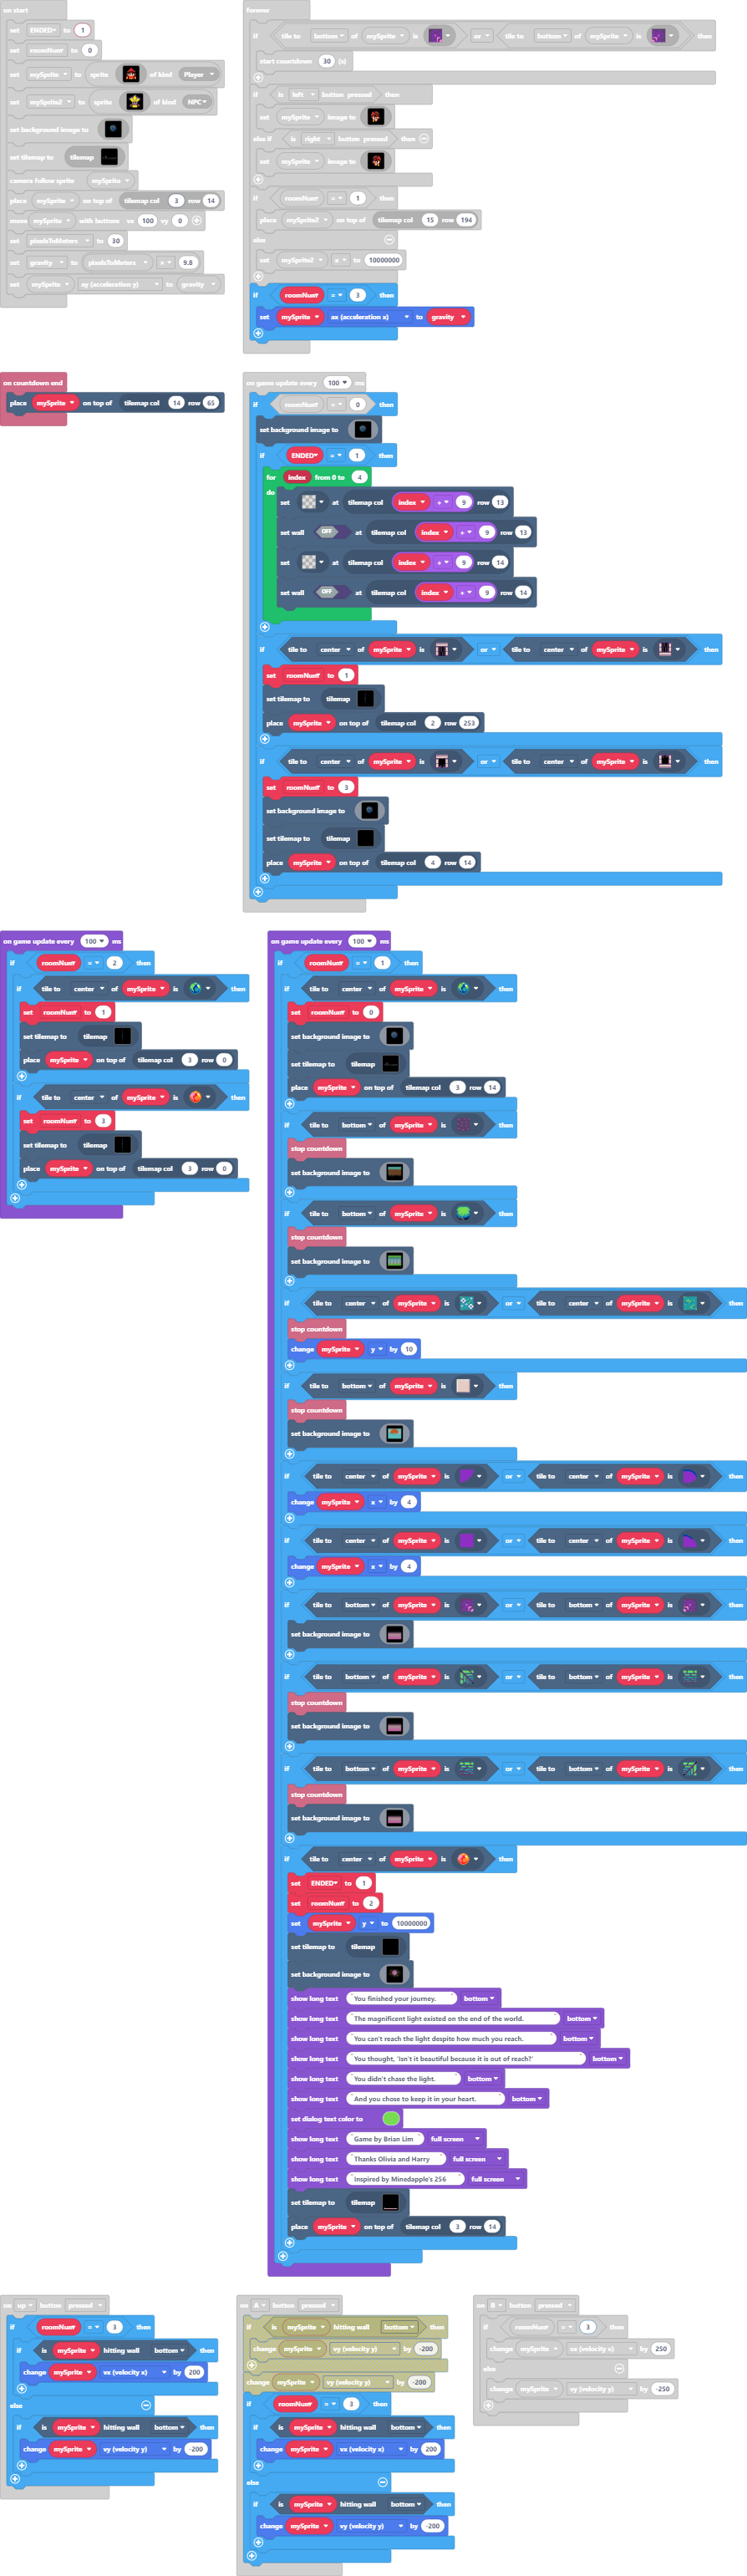 on start
set ENDED to 1
set roomNum to 0
set mySprite to sprite of kind Player
set mySprite2 to sprite of kind NPC
set background image to
set tilemap to tilemap
camera follow sprite mySprite
place mySprite on top of tilemap col 3 row 14
move mySprite with buttons vx 100 vy 0
set pixelsToMeters to 30
set gravity to pixelsToMeters x 9.8
set mySprite ay (acceleration y) to gravity
forever
if tile to bottom of mySprite is or tile to bottom of mySprite is then
start countdown 30 (s)
if is left button pressed then
set mySprite image to
else if is right button pressed then
set mySprite image to
if roomNum = 1 then
place mySprite2 on top of tilemap col 15 row 194
else
set mySprite2 x to 10000000
if roomNum = 3 then
set mySprite ax (acceleration x) to gravity
on countdown end
place mySprite on top of tilemap col 14 row 65
on game update every 100 ms
if roomNum = 0 then
set background image to
if ENDED = 1 then
for index from 0 to 4
do
set at tilemap col index + 9 row 13
set wall OFF at tilemap col index + 9 row 13
set at tilemap col index + 9 row 14
set wall OFF at tilemap col index + 9 row 14
if tile to center of mySprite is or tile to center of mySprite is then
set roomNum to 1
set tilemap to tilemap
place mySprite on top of tilemap col 2 row 253
if tile to center of mySprite is or tile to center of mySprite is then
set roomNum to 3
set background image to
set tilemap to tilemap
place mySprite on top of tilemap col 4 row 14
on game update every 100 ms
if roomNum = 2 then
if tile to center of mySprite is then
set roomNum to 1
set tilemap to tilemap
place mySprite on top of tilemap col 3 row 0
if tile to center of mySprite is then
set roomNum to 3
set tilemap to tilemap
place mySprite on top of tilemap col 3 row 0
on game update every 100 ms
if roomNum = 1 then
if tile to center of mySprite is then
set roomNum to 0
set background image to
set tilemap to tilemap
place mySprite on top of tilemap col 3 row 14
if tile to bottom of mySprite is then
stop countdown
set background image to
if tile to bottom of mySprite is then
stop countdown
set background image to
if tile to center of mySprite is or tile to center of mySprite is then
stop countdown
change mySprite y by 10
if tile to bottom of mySprite is then
stop countdown
set background image to
if tile to center of mySprite is or tile to center of mySprite is then
change mySprite x by 4
if tile to center of mySprite is or tile to center of mySprite is then
change mySprite x by 4
if tile to bottom of mySprite is or tile to bottom of mySprite is then
set background image to
if tile to bottom of mySprite is or tile to bottom of mySprite is then
stop countdown
set background image to
if tile to bottom of mySprite is or tile to bottom of mySprite is then
stop countdown
set background image to
if tile to center of mySprite is then
set ENDED to 1
set roomNum to 2
set mySprite y to 10000000
set tilemap to tilemap
set background image to
show long text "You finished your journey." bottom
show long text "The magnificent light existed on the end of the world." bottom
show long text "You can't reach the light despite how much you reach." bottom
show long text "You thought, 'Isn't it beautiful because it is out of reach?'" bottom
show long text "You didn't chase the light." bottom
show long text "And you chose to keep it in your heart." bottom
set dialog text color to
show long text "Game by Brian Lim" full screen
show long text "Thanks Olivia and Harry" full screen
show long text "Inspired by Minedapple's 256" full screen
set tilemap to tilemap
place mySprite on top of tilemap col 3 row 14
on up button pressed
if roomNum = 3 then
if is mySprite hitting wall bottom then
change mySprite vx (velocity x) by 200
else
if is mySprite hitting wall bottom then
change mySprite vy (velocity y) by -200
on A button pressed
if is mySprite hitting wall bottom then
change mySprite vy (velocity y) by -200
change mySprite vy (velocity y) by -200
if roomNum = 3 then
if is mySprite hitting wall bottom then
change mySprite vx (velocity x) by 200
else
if is mySprite hitting wall bottom then
change mySprite vy (velocity y) by -200
on B button pressed
if roomNum = 3 then
change mySprite vx (velocity x) by 250
else
change mySprite vy (velocity y) by -250